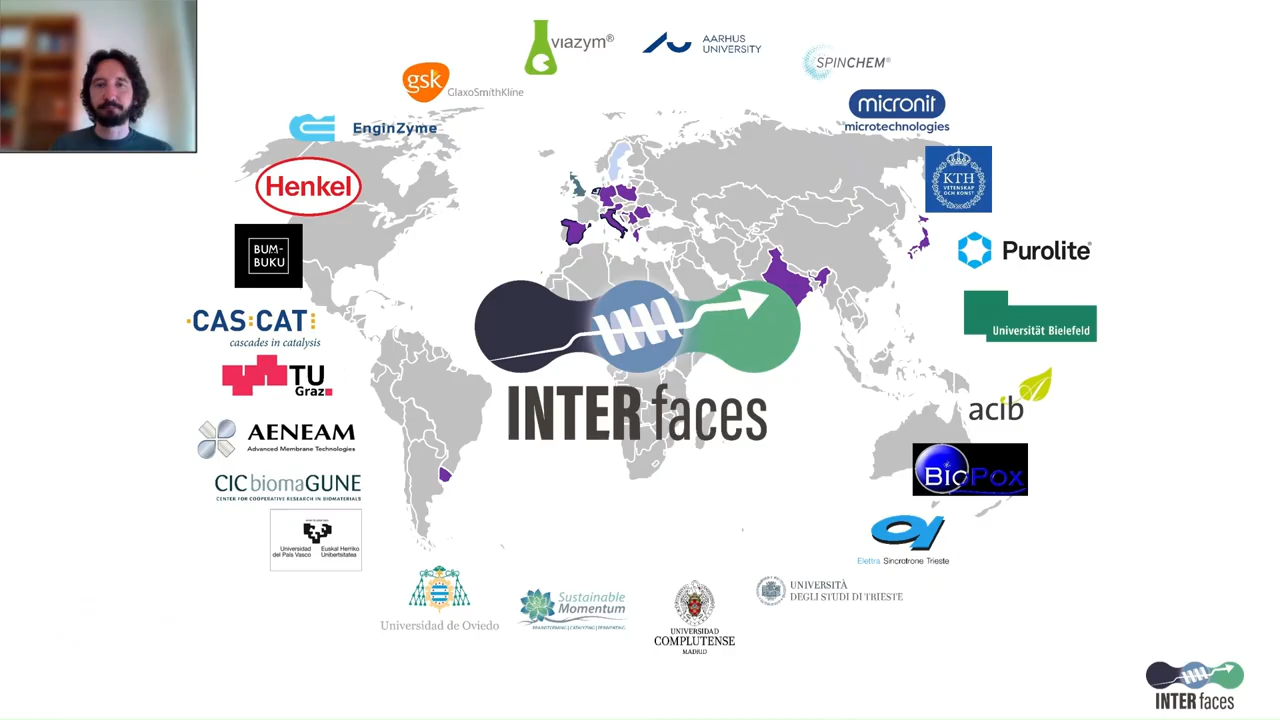 viazym®
AARHUS
UNIVERSITY
SPINCHEM®
gsk
GlaxoSmithKline
micronit
microtechnologies
EnginZyme
Henkel
KTH
VETENSKAP
OCH KONST
BUM-
BUKU
Purolite®
CAS:CAT:
cascades in catalysis
Universität Bielefeld
TU
Graz
acib
INTERfaces
AENEAM
Advanced Membrane Technologies
BioPox
CIC biomaGUNE
CENTER FOR COOPERATIVE RESEARCH IN BIOMATERIALS
Universidad
del País Vasco
Euskal Herriko
Unibertsitatea
Elettra Sincrotrone Trieste
Universidad de Oviedo
Sustainable
Momentum
UNIVERSITÀ
DEGLI STUDI DI TRIESTE
UNIVERSIDAD
COMPLUTENSE
MADRID
INTERfaces